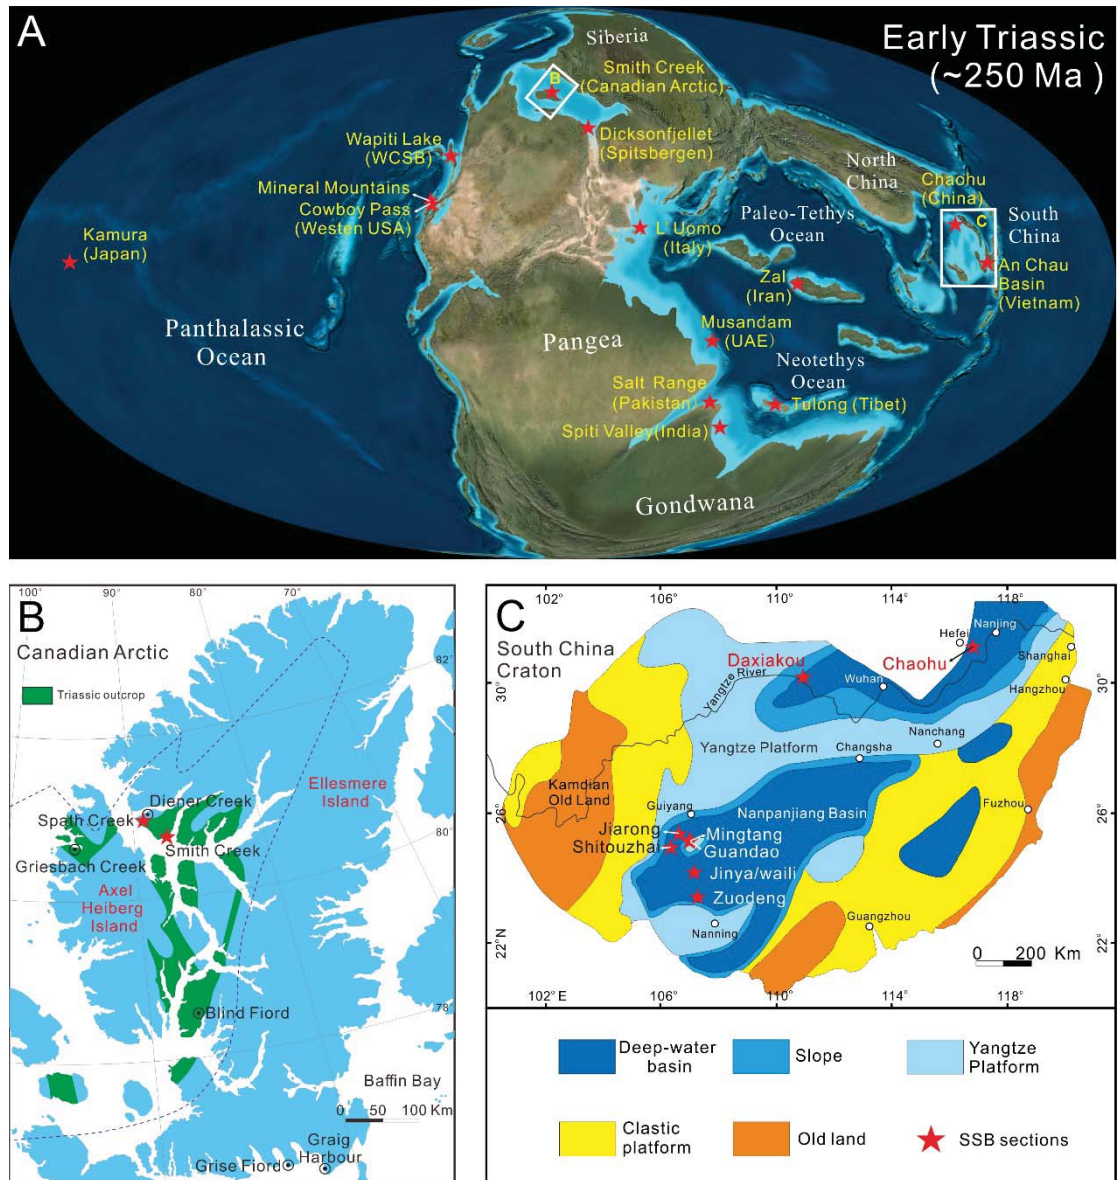 A
Early Triassic
(~250 Ma )
Siberia
B
Smith Creek
(Canadian Arctic)
Wapiti Lake
(WCSB)
Dicksonfjellet
(Spitsbergen)
North
China
Chaohu
(China)
Mineral Mountains
Cowboy Pass
(Westen USA)
Kamura
(Japan)
L' Uomo
(Italy)
Paleo-Tethys
Ocean
C
South
China
Zal
(Iran)
An Chau
Basin
(Vietnam)
Panthalassic
Ocean
Pangea
Musandam
(UAE)
Neotethys
Ocean
Salt Range
(Pakistan)
Tulong (Tibet)
Spiti Valley(India)
Gondwana
B
100° 90° 80° 70°
Canadian Arctic
Triassic outcrop
82°
Ellesmere
Island
Diener Creek
Spath Creek
80°
Smith Creek
Griesbach Creek
Axel
Heiberg
Island
78°
Blind Fiord
Baffin Bay
0 50 100 Km
Graig
Harbour
Grise Fiord
C
102° 106° 110° 114° 118°
South China
Craton
Nanjing
Hefei
Daxiakou
Chaohu
Shanghai
30°
30°
Yangtze
River
Wuhan
Hangzhou
Nanchang
Yangtze Platform
Changsha
Kamdian
Old Land
26°
Guiyang
Nanpanjiang Basin
Fuzhou
26°
Jiarong
Mingtang
Shitouzhai
Guandao
Jinya/waili
Zuodeng
Guangzhou
22°N
Nanning
22°
0 200 Km
102° E 106° 110° 114° 118°
Deep-water
basin
Slope
Yangtze
Platform
Clastic
platform
Old land
SSB sections